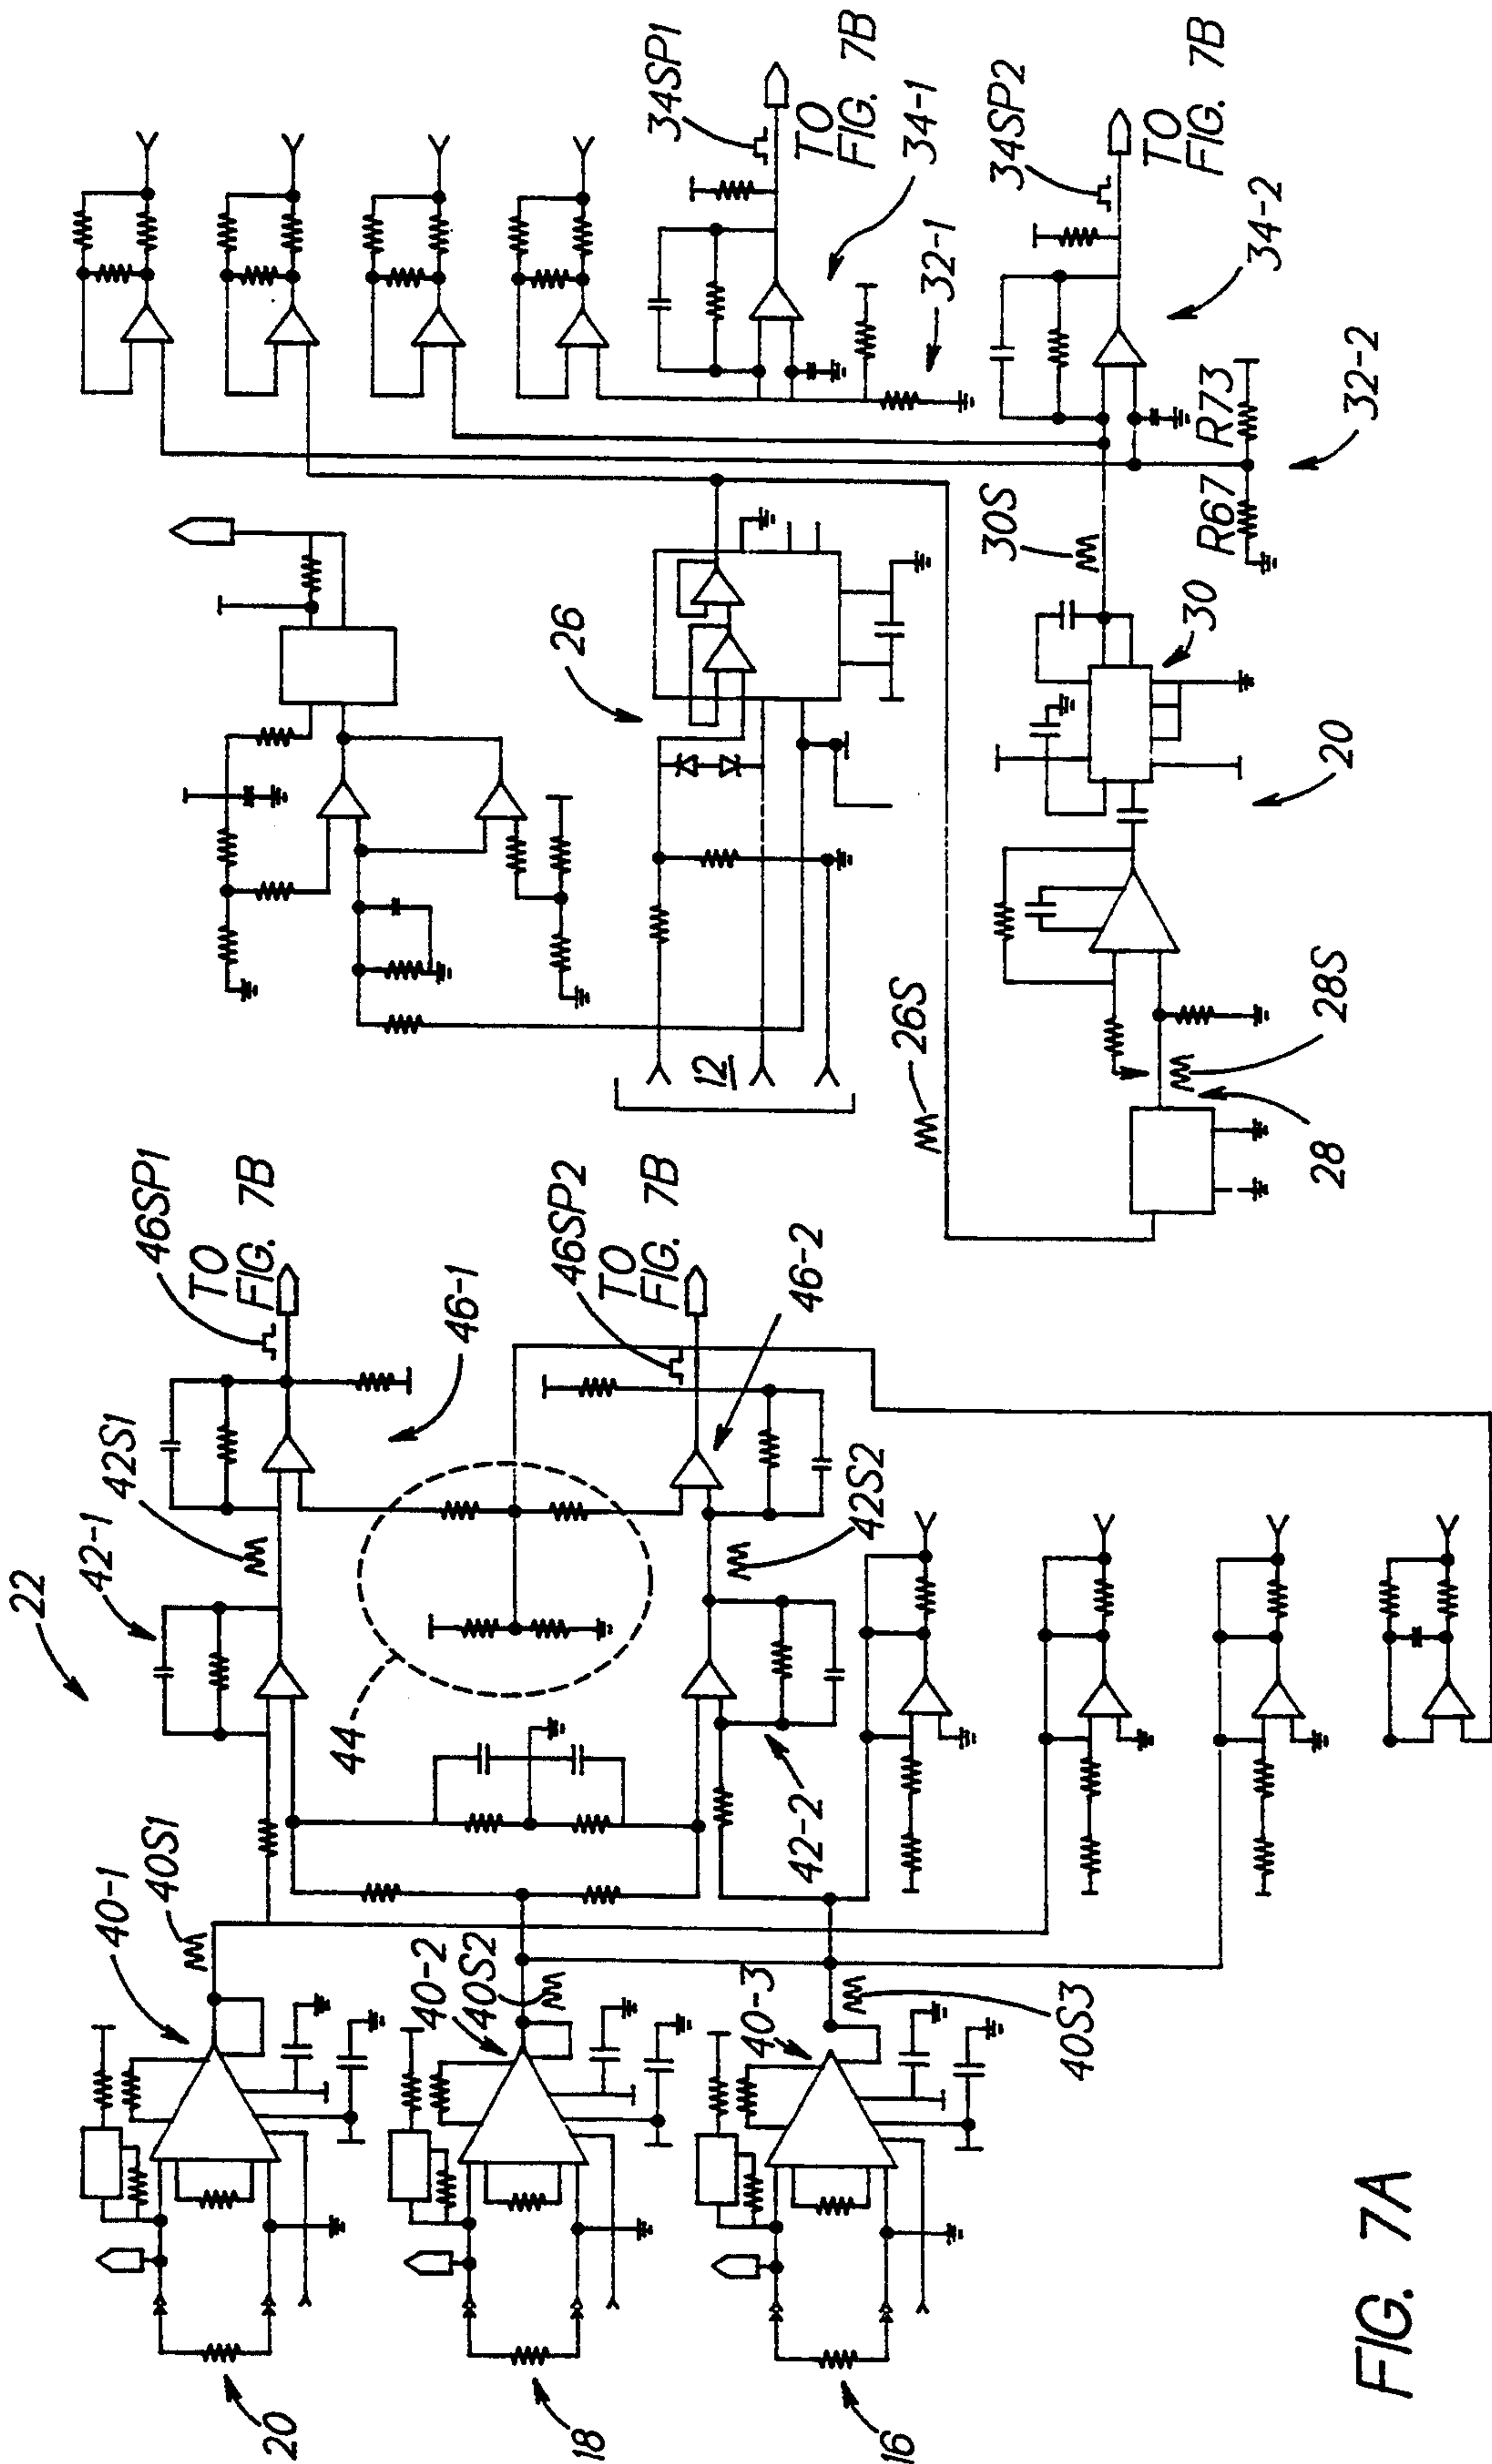 22
20
40-1
40S1
42-1
42S1
46-1
46SP1
TO
FIG. 7B
18
40-2
40S2
44
46SP2
TO
FIG. 7B
46-2
16
40-3
40S3
42-2
42S2
12
26
26S
34SP1
TO
FIG. 7B
34-1
32-1
28
28S
20
30
30S
34SP2
TO
FIG. 7B
34-2
R67
R73
32-2
FIG. 7A